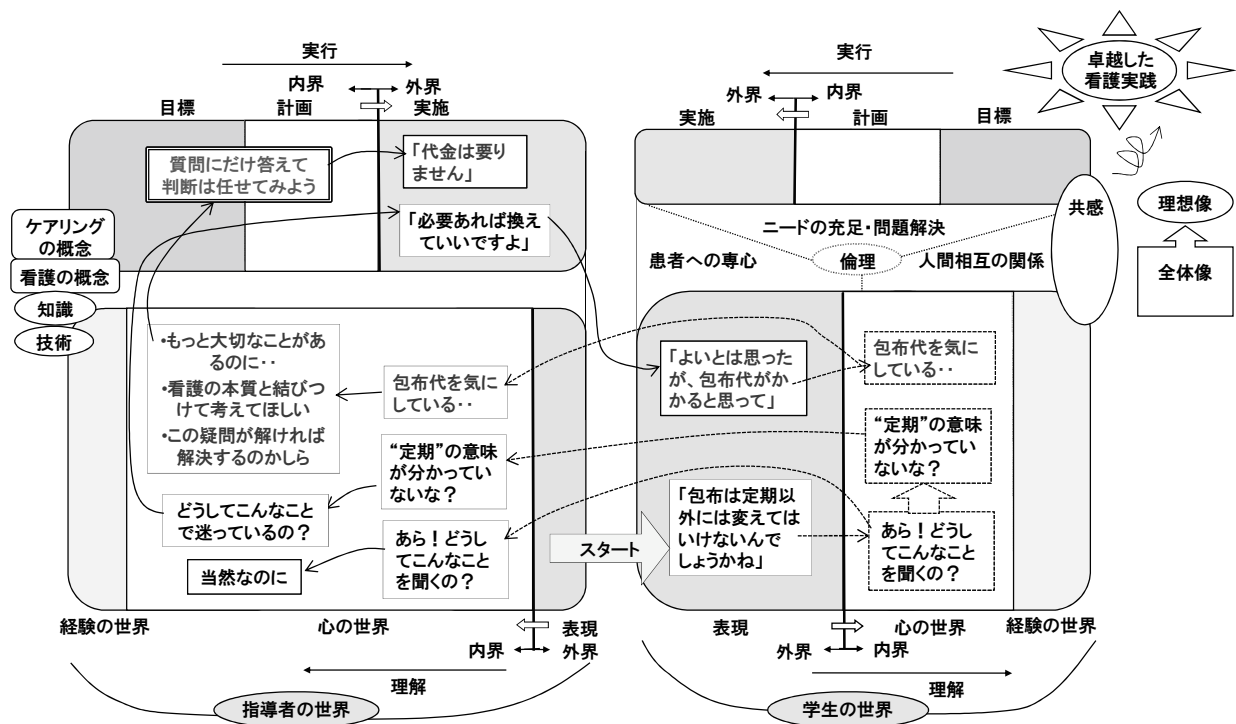 実行
内界
外界
目標
計画
実施
質問にだけ答えて
判断は任せてみよう
「代金は要り
ません」
「必要あれば換え
ていいですよ」
ケアリング
の概念
看護の概念
知識
技術
•もっと大切なことがあ
るのに‥
•看護の本質と結びつ
けて考えてほしい
•この疑問が解ければ
解決するのかしら
包布代を気に
している‥
“定期”の意味
が分かってい
ないな？
どうしてこんなこと
で迷っているの？
あら！どうし
てこんなこと
を聞くの？
当然なのに
経験の世界
心の世界
表現
内界
外界
理解
指導者の世界
スタート
実行
外界
内界
実施
計画
目標
卓越した
看護実践
共感
理想像
全体像
ニードの充足・問題解決
患者への専心
倫理
人間相互の関係
「よいとは思った
が、包布代がか
かると思って」
包布代を気に
している‥
“定期”の意味
が分かってい
ないな？
「包布は定期以
外には変えては
いけないんで
しょうかね」
あら！どうし
てこんなこと
を聞くの？
表現
心の世界
経験の世界
外界
内界
理解
学生の世界